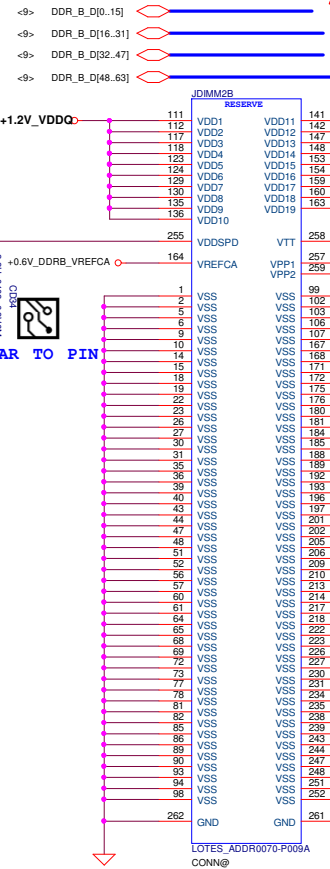 <9> DDR_B_D[0..15]
<9> DDR_B_D[16..31]
<9> DDR_B_D[32..47]
<9> DDR_B_D[48..63]
JDIMM2B
RESERVE
+1.2V_VDDQ
111 VDD1 VDD11 141
112 VDD2 VDD12 142
117 VDD3 VDD13 147
118 VDD4 VDD14 148
123 VDD5 VDD15 153
124 VDD6 VDD16 154
129 VDD7 VDD17 159
130 VDD8 VDD18 160
135 VDD9 VDD19 163
136 VDD10
255 VDDSPD VTT 258
+0.6V_DDRB_VREFCA 164 VREFCA VPP1 257
VPP2 259
CD34
AR TO PIN
1 VSS VSS 99
2 VSS VSS 102
5 VSS VSS 103
6 VSS VSS 106
9 VSS VSS 107
10 VSS VSS 167
14 VSS VSS 168
15 VSS VSS 171
18 VSS VSS 172
19 VSS VSS 175
22 VSS VSS 176
23 VSS VSS 180
26 VSS VSS 181
27 VSS VSS 184
30 VSS VSS 185
31 VSS VSS 188
35 VSS VSS 189
36 VSS VSS 192
39 VSS VSS 193
40 VSS VSS 196
43 VSS VSS 197
44 VSS VSS 201
47 VSS VSS 202
48 VSS VSS 205
51 VSS VSS 206
52 VSS VSS 209
56 VSS VSS 210
57 VSS VSS 213
60 VSS VSS 214
61 VSS VSS 217
64 VSS VSS 218
65 VSS VSS 222
68 VSS VSS 223
69 VSS VSS 226
72 VSS VSS 227
73 VSS VSS 230
77 VSS VSS 231
78 VSS VSS 234
81 VSS VSS 235
82 VSS VSS 238
85 VSS VSS 239
86 VSS VSS 243
89 VSS VSS 244
90 VSS VSS 247
93 VSS VSS 248
94 VSS VSS 251
98 VSS VSS 252
262 GND GND 261
LOTES_ADDR0070-P009A
CONN@